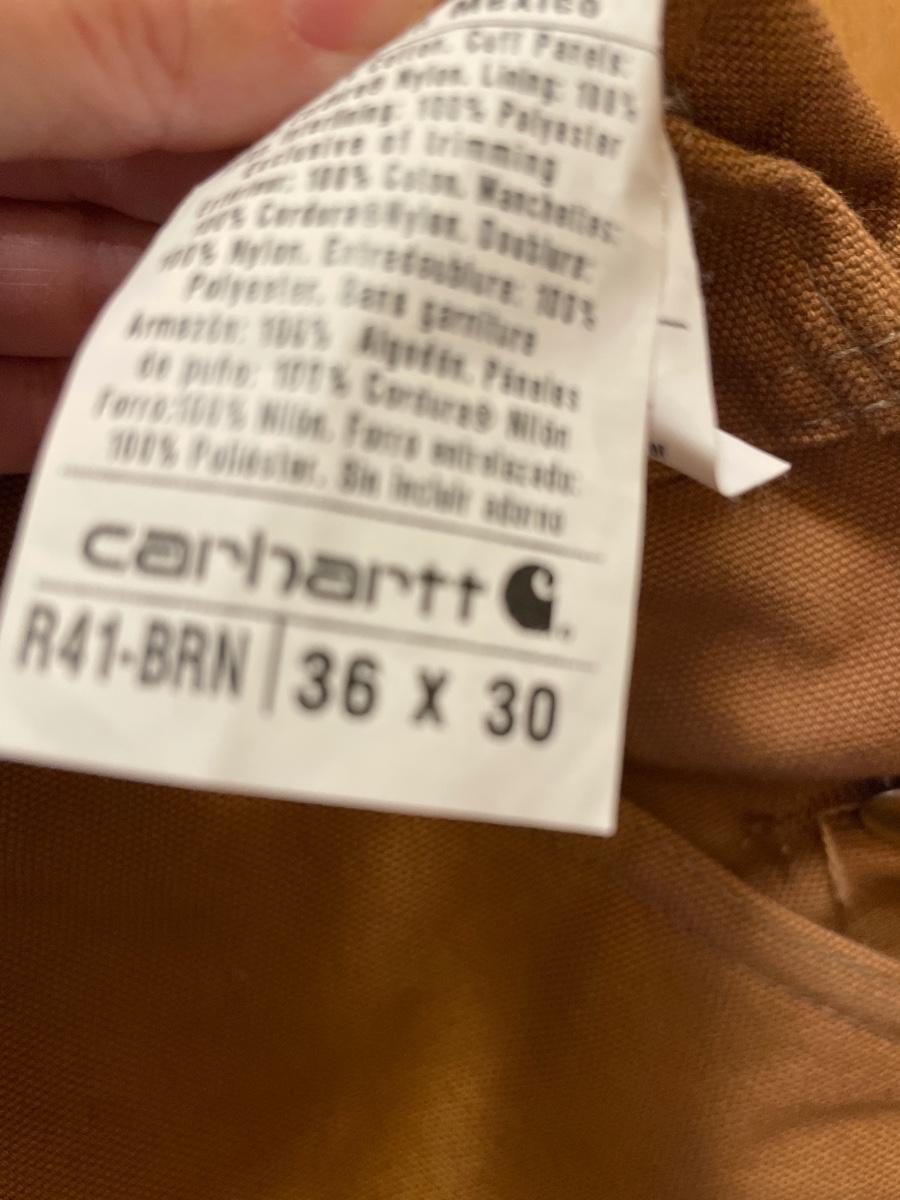 MEXICO
Cotton. Cuff Panels:
Nylon. Lining: 100%
100% Polyester
Exclusive of trimming
100% Coton. Manchettes:
100% Cordura® Nylon. Doublure:
100% Nylon. Entredoublure: 100%
Polyester. Sans garniture
Armazón: 100% Algodón. Páneles
de puño: 100% Cordura® Nilón
Forro:100% Nilón. Forro entrelazado:
100% Poliéster. Sin incluir adorno
carhartt
R41-BRN 36 X 30